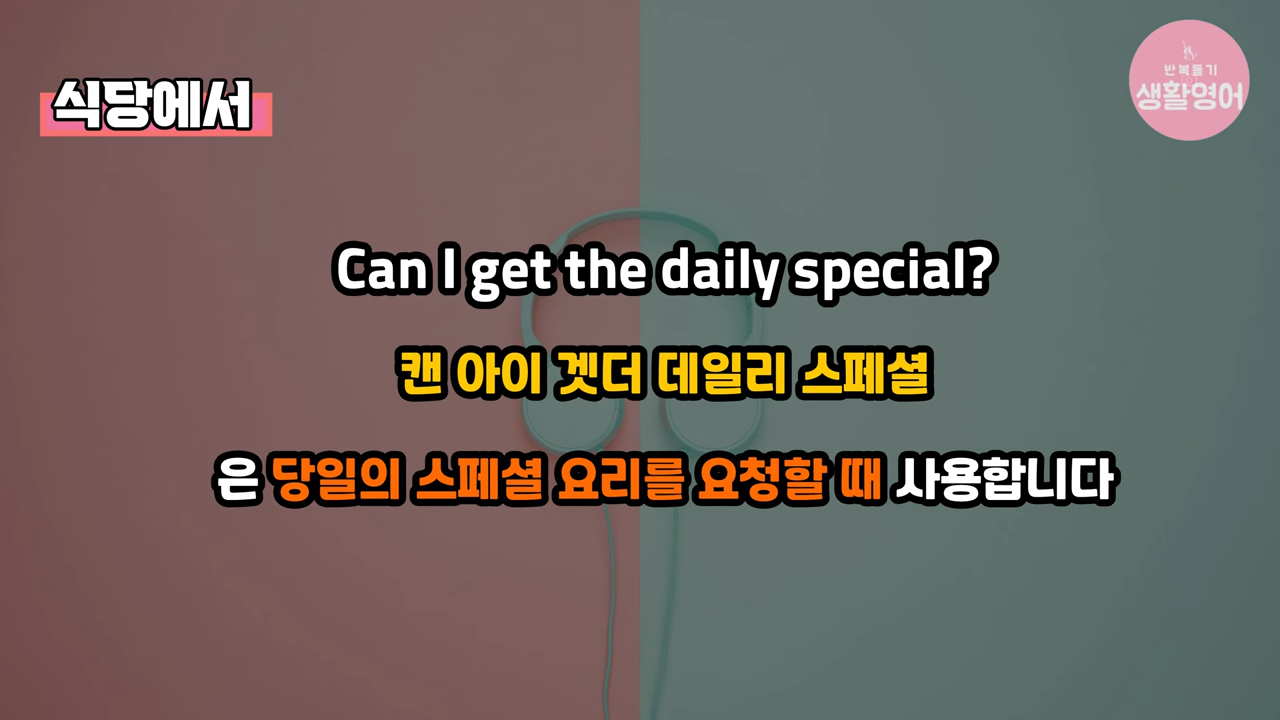 식당에서
반복듣기
생활영어
Can I get the daily special?
캔 아이 겟더 데일리 스페셜
은 당일의 스페셜 요리를 요청할 때 사용합니다